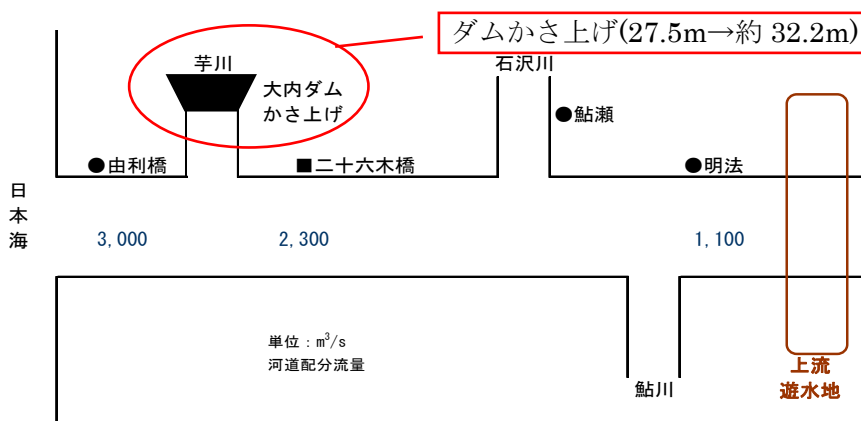 ダムかさ上げ(27.5m→約 32.2m)
芋川
石沢川
大内ダム
かさ上げ
●鮎瀬
●由利橋
■二十六木橋
●明法
日本海
3,000
2,300
1,100
単位：m³/s
河道配分流量
鮎川
上流
遊水地